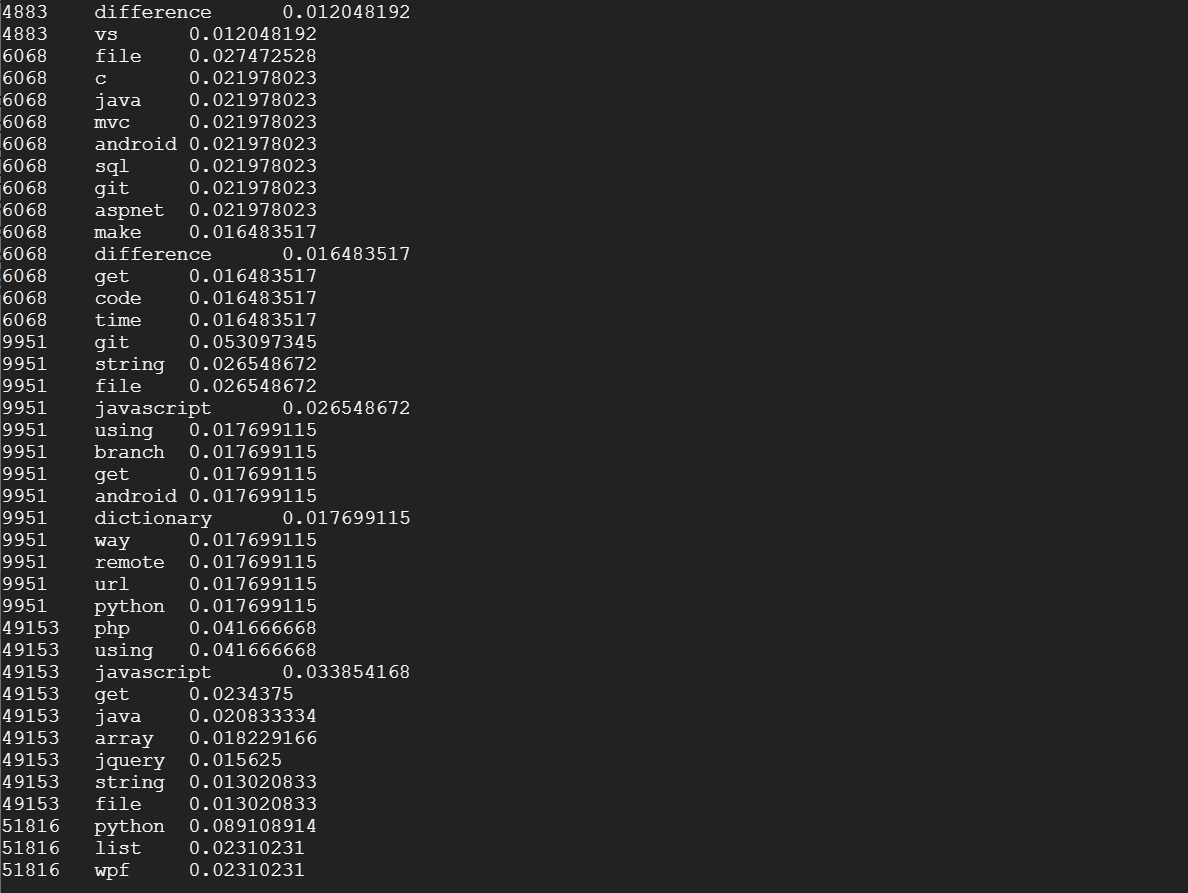 4883 difference 0.012048192
4883 vs 0.012048192
6068 file 0.027472528
6068 c 0.021978023
6068 java 0.021978023
6068 mvc 0.021978023
6068 android 0.021978023
6068 sql 0.021978023
6068 git 0.021978023
6068 aspnet 0.021978023
6068 make 0.016483517
6068 difference 0.016483517
6068 get 0.016483517
6068 code 0.016483517
6068 time 0.016483517
9951 git 0.053097345
9951 string 0.026548672
9951 file 0.026548672
9951 javascript 0.026548672
9951 using 0.017699115
9951 branch 0.017699115
9951 get 0.017699115
9951 android 0.017699115
9951 dictionary 0.017699115
9951 way 0.017699115
9951 remote 0.017699115
9951 url 0.017699115
9951 python 0.017699115
49153 php 0.041666668
49153 using 0.041666668
49153 javascript 0.033854168
49153 get 0.0234375
49153 java 0.020833334
49153 array 0.018229166
49153 jquery 0.015625
49153 string 0.013020833
49153 file 0.013020833
51816 python 0.089108914
51816 list 0.02310231
51816 wpf 0.02310231